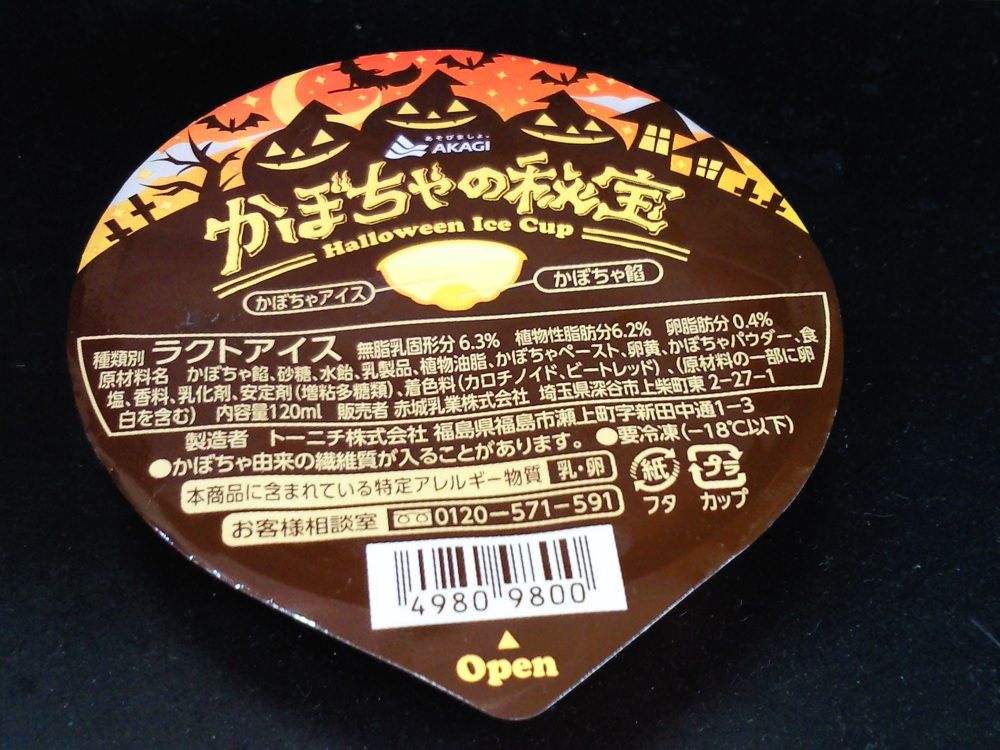 あそびましょ。
AKAGI
かぼちゃの秘宝
Halloween Ice Cup
かぼちゃアイス
かぼちゃ餡
種類別 ラクトアイス 無脂乳固形分 6.3% 植物性脂肪分6.2% 卵脂肪分 0.4%
原材料名 かぼちゃ餡、砂糖、水飴、乳製品、植物油脂、かぼちゃペースト、卵黄、かぼちゃパウダー、食
塩、香料、乳化剤、安定剤(増粘多糖類)、着色料(カロチノイド、ビートレッド)、(原材料の一部に卵
白を含む) 内容量120ml 販売者 赤城乳業株式会社 埼玉県深谷市上柴町東 2-27-1
製造者 トーニチ株式会社 福島県福島市瀬上町字新田中通1-3
●かぼちゃ由来の繊維質が入ることがあります。 ●要冷凍(-18℃以下)
本商品に含まれている特定アレルギー物質 乳・卵
紙 フタ
プラ カップ
お客様相談室 0120-571-591
4980 9800
Open